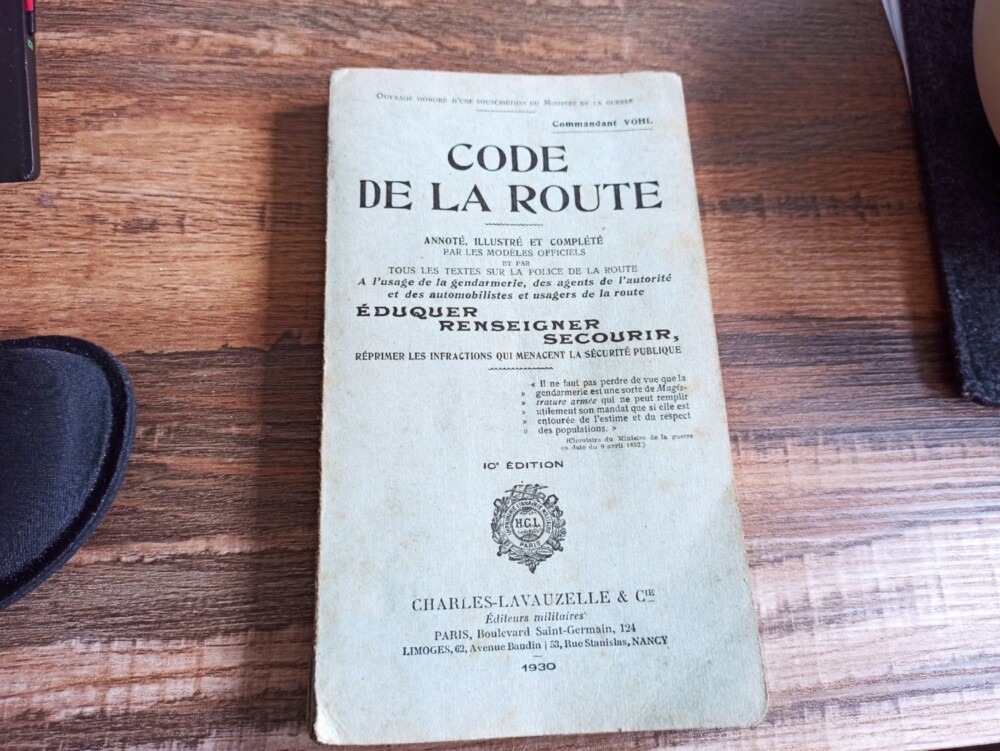 OUVRAGE HONORÉ D'UNE SOUSCRIPTION DU MINISTRE DE LA GUERRE
Commandant VOHL
CODE
DE LA ROUTE
ANNOTÉ, ILLUSTRÉ ET COMPLÉTÉ
PAR LES MODÈLES OFFICIELS
ET PAR
TOUS LES TEXTES SUR LA POLICE DE LA ROUTE
A l'usage de la gendarmerie, des agents de l'autorité
et des automobilistes et usagers de la route
ÉDUQUER
RENSEIGNER
SECOURIR,
RÉPRIMER LES INFRACTIONS QUI MENACENT LA SÉCURITÉ PUBLIQUE
« Il ne faut pas perdre de vue que la
» gendarmerie est une sorte de Magis-
» trature armée qui ne peut remplir
» utilement son mandat que si elle est
» entourée de l'estime et du respect
» des populations. »
(Circulaire du Ministre de la guerre
en date du 9 avril 1852.)
10e ÉDITION
H.C.L.
PARIS
CHARLES-LAVAUZELLE & CIE
Éditeurs militaires
PARIS, Boulevard Saint-Germain, 124
LIMOGES, 62, Avenue Baudin | 53, Rue Stanislas, NANCY
1930